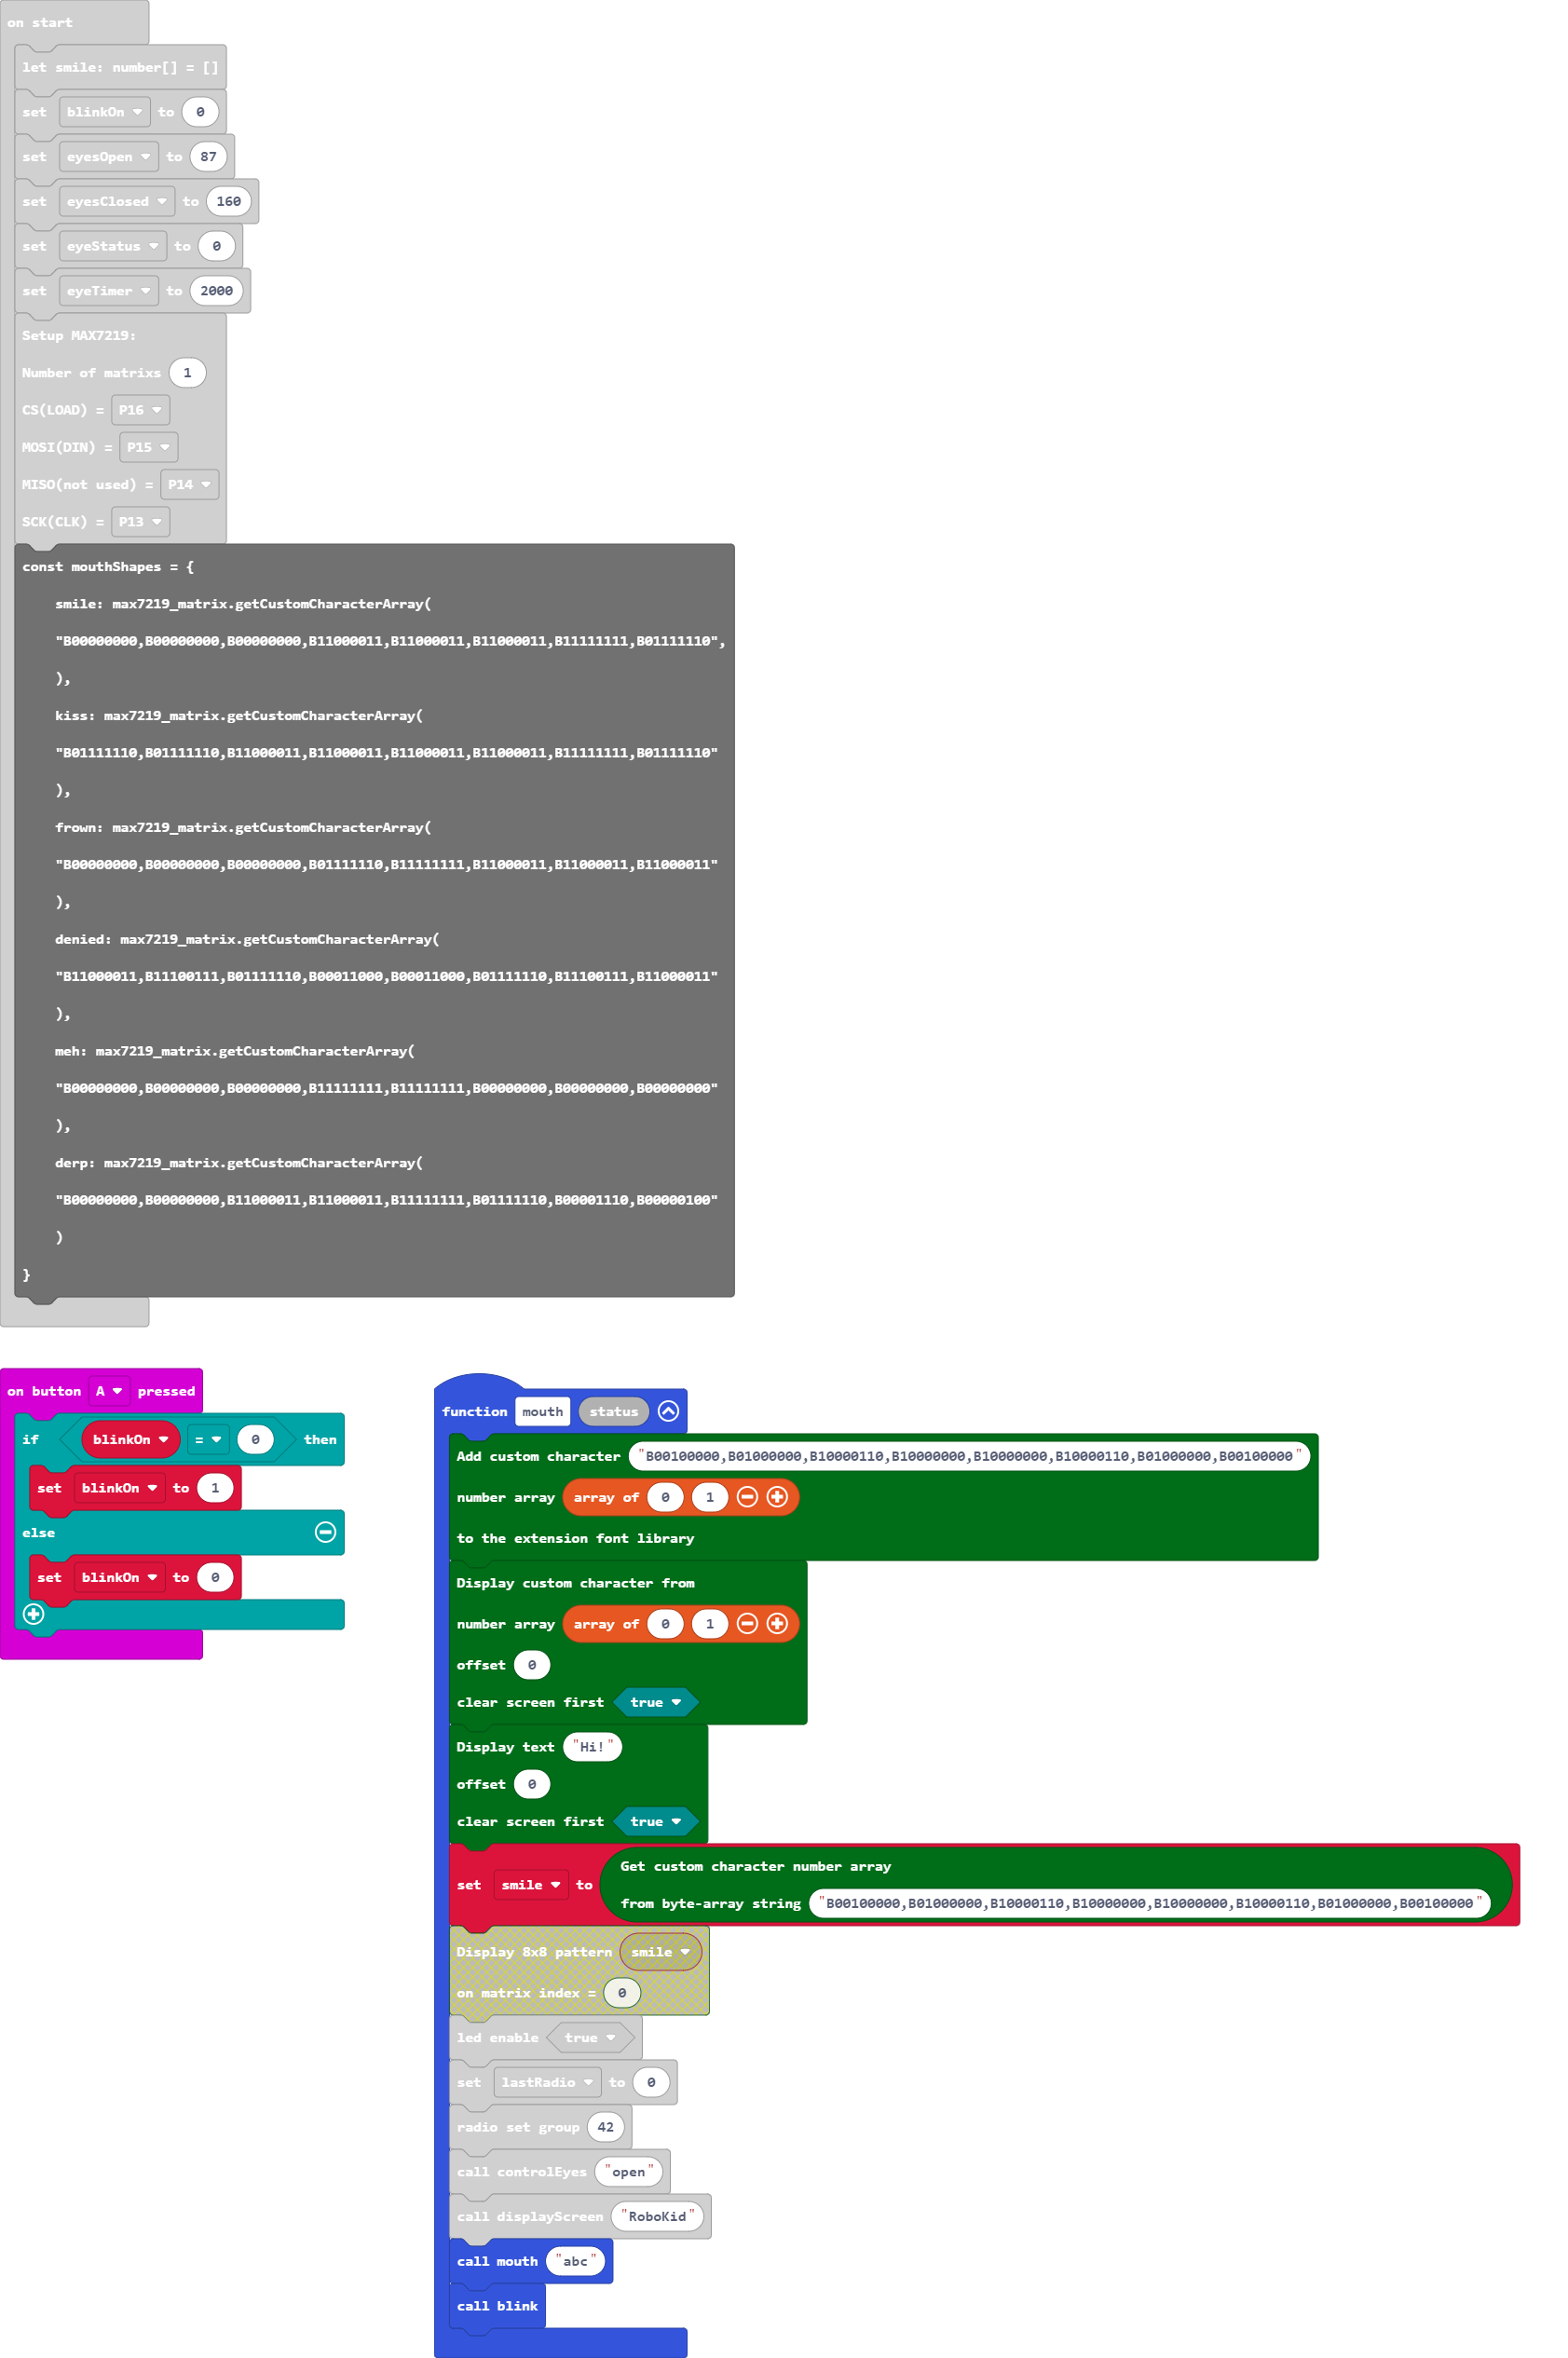 on start
let smile: number[] = []
set blinkOn to 0
set eyesOpen to 87
set eyesClosed to 160
set eyeStatus to 0
set eyeTimer to 2000
Setup MAX7219:
Number of matrixs 1
CS(LOAD) = P16
MOSI(DIN) = P15
MISO(not used) = P14
SCK(CLK) = P13
const mouthShapes = {
smile: max7219_matrix.getCustomCharacterArray(
"B00000000,B00000000,B00000000,B11000011,B11000011,B11000011,B11111111,B01111110",
),
kiss: max7219_matrix.getCustomCharacterArray(
"B01111110,B01111110,B11000011,B11000011,B11000011,B11000011,B11111111,B01111110"
),
frown: max7219_matrix.getCustomCharacterArray(
"B00000000,B00000000,B00000000,B01111110,B11111111,B11000011,B11000011,B11000011"
),
denied: max7219_matrix.getCustomCharacterArray(
"B11000011,B11100111,B01111110,B00011000,B00011000,B01111110,B11100111,B11000011"
),
meh: max7219_matrix.getCustomCharacterArray(
"B00000000,B00000000,B00000000,B11111111,B11111111,B00000000,B00000000,B00000000"
),
derp: max7219_matrix.getCustomCharacterArray(
"B00000000,B00000000,B11000011,B11000011,B11111111,B01111110,B00001110,B00000100"
)
}
on button A pressed
if blinkOn = 0 then
set blinkOn to 1
else
set blinkOn to 0
function mouth status
Add custom character "B00100000,B01000000,B10000110,B10000000,B10000000,B10000110,B01000000,B00100000"
number array array of 0 1
to the extension font library
Display custom character from
number array array of 0 1
offset 0
clear screen first true
Display text "Hi!"
offset 0
clear screen first true
set smile to Get custom character number array
from byte-array string "B00100000,B01000000,B10000110,B10000000,B10000000,B10000110,B01000000,B00100000"
Display 8x8 pattern smile
on matrix index = 0
led enable true
set lastRadio to 0
radio set group 42
call controlEyes "open"
call displayScreen "RoboKid"
call mouth "abc"
call blink